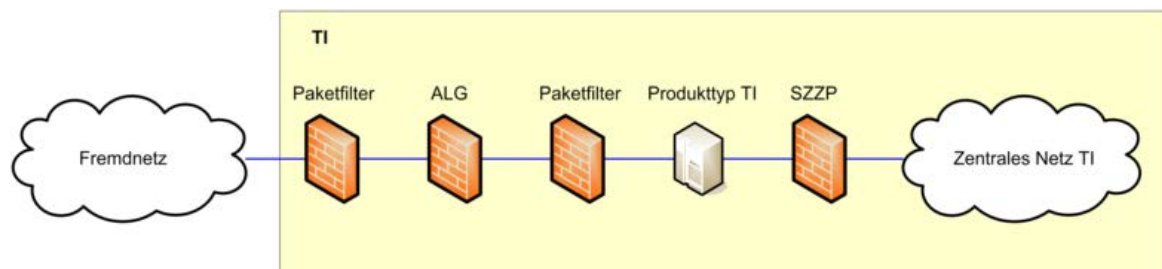 TI
Paketfilter
ALG
Paketfilter
Produkttyp TI
SZZP
Fremdnetz
Zentrales Netz TI